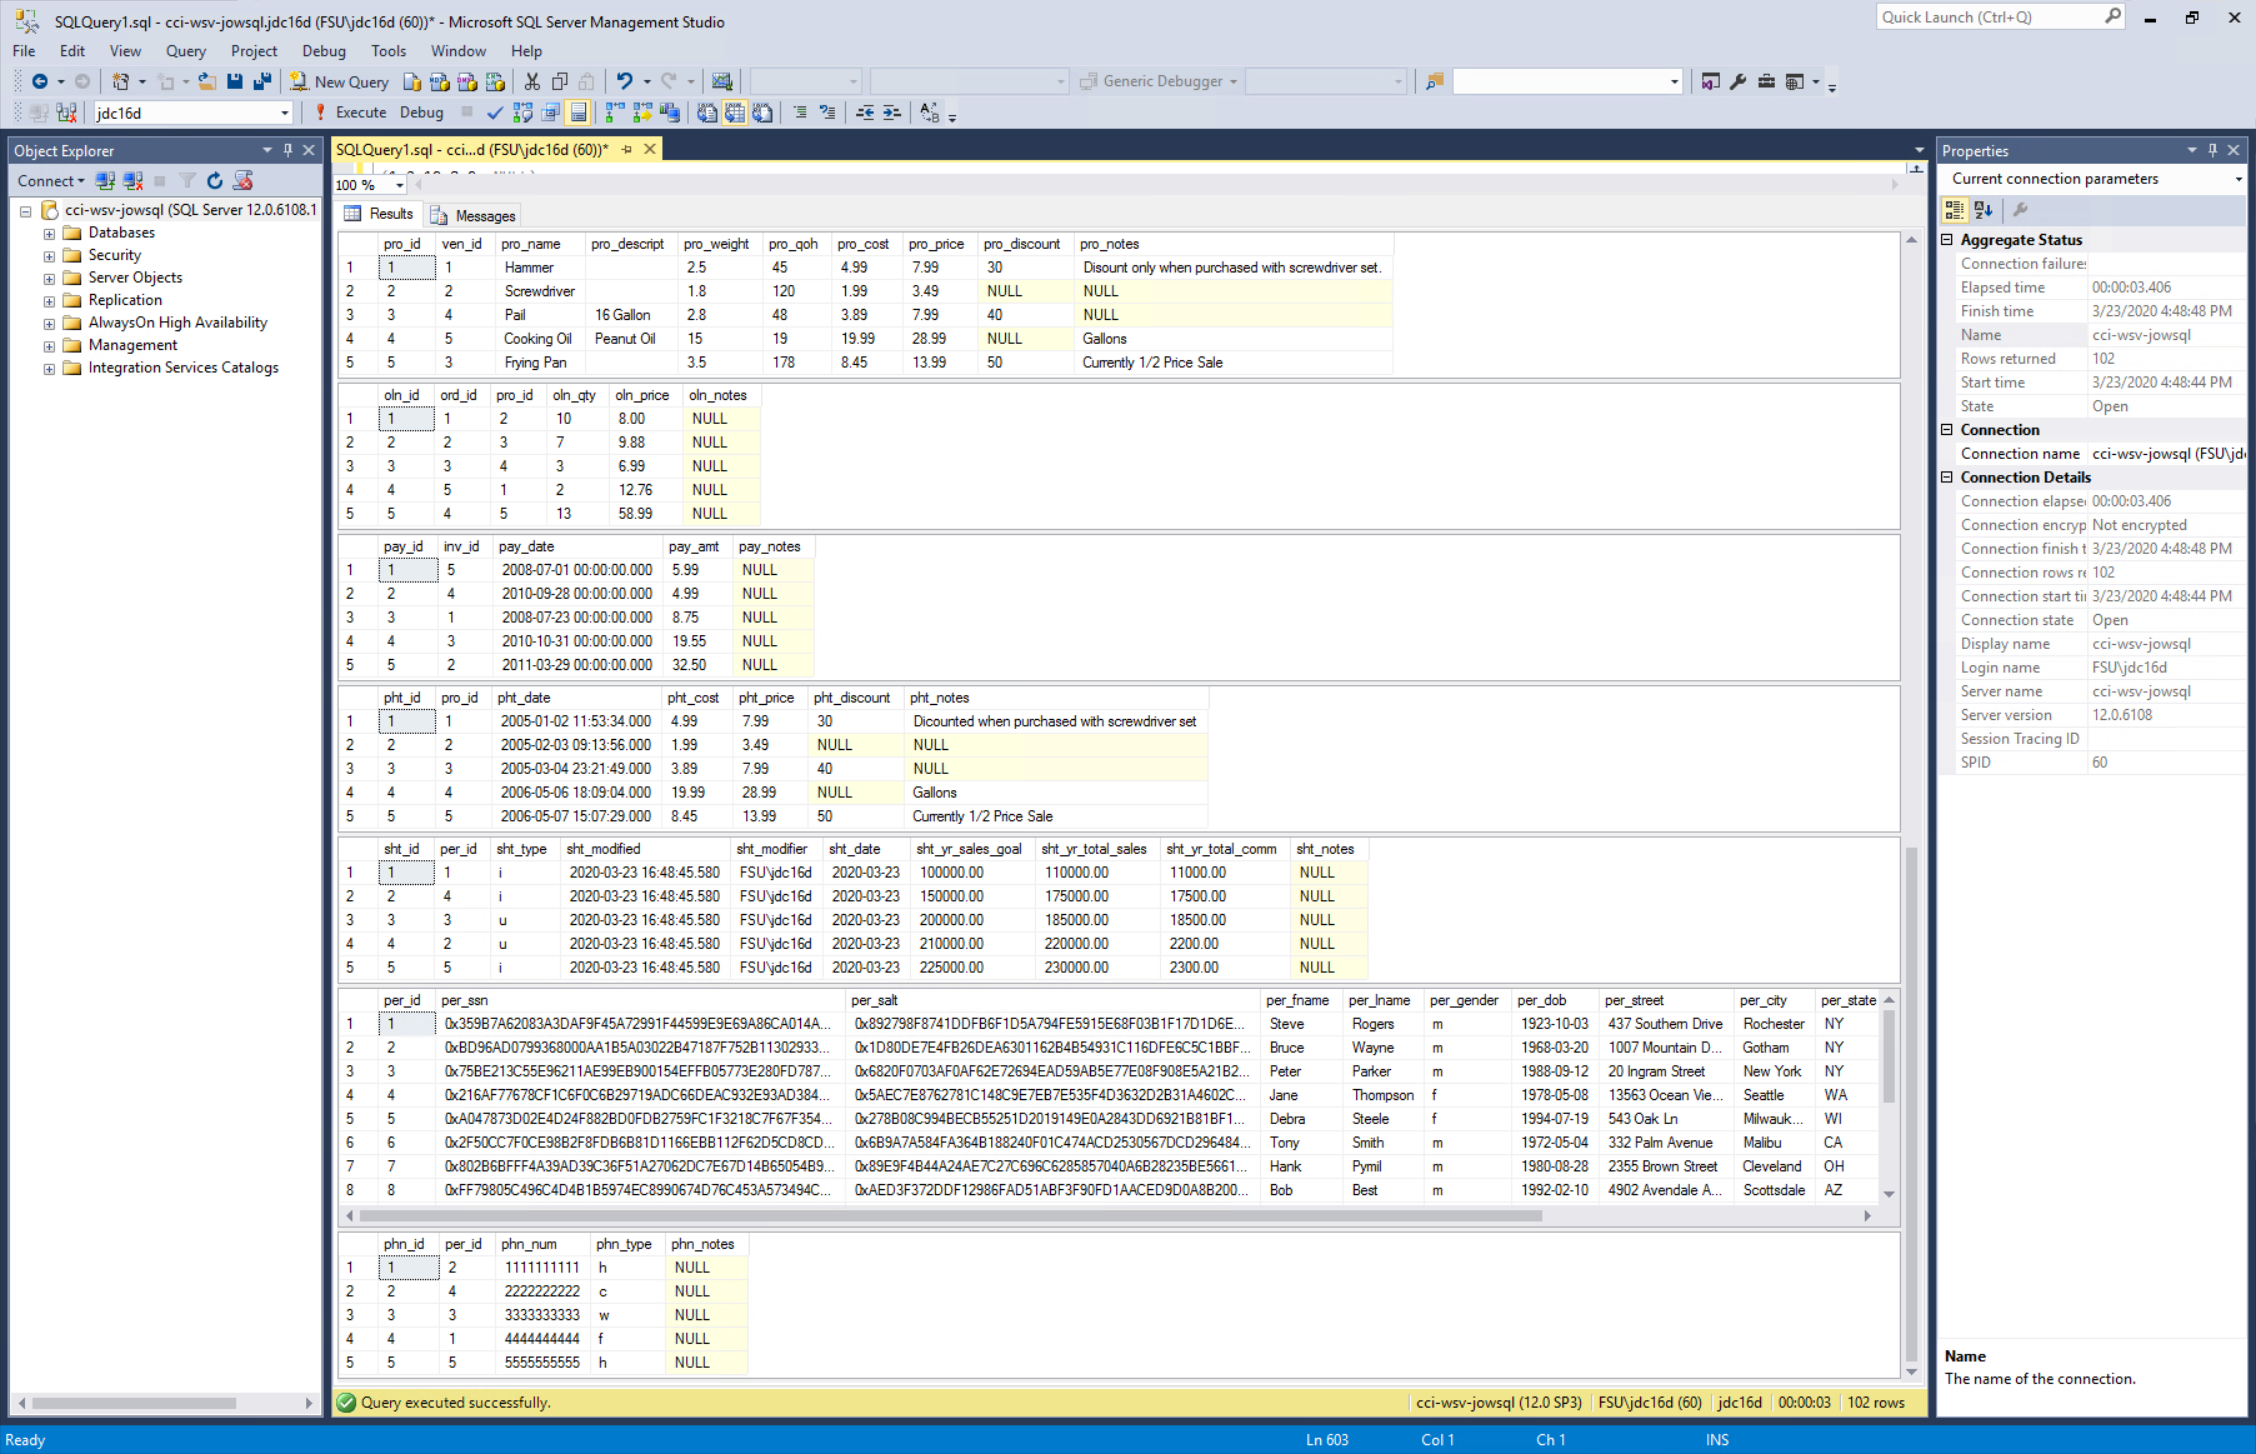 SQLQuery1.sql - cci-wsv-jowsql.jdc16d (FSU\jdc16d (60))* - Microsoft SQL Server Management Studio
Quick Launch (Ctrl+Q)
File Edit View Query Project Debug Tools Window Help
New Query Generic Debugger
jdc16d Execute Debug
Object Explorer
Connect
cci-wsv-jowsql (SQL Server 12.0.6108.1
Databases
Security
Server Objects
Replication
AlwaysOn High Availability
Management
Integration Services Catalogs
SQLQuery1.sql - cci...d (FSU\jdc16d (60))*
100 %
Results Messages
pro_id ven_id pro_name pro_descript pro_weight pro_qoh pro_cost pro_price pro_discount pro_notes
1 1 1 Hammer 2.5 45 4.99 7.99 30 Disount only when purchased with screwdriver set.
2 2 2 Screwdriver 1.8 120 1.99 3.49 NULL NULL
3 3 4 Pail 16 Gallon 2.8 48 3.89 7.99 40 NULL
4 4 5 Cooking Oil Peanut Oil 15 19 19.99 28.99 NULL Gallons
5 5 3 Frying Pan 3.5 178 8.45 13.99 50 Currently 1/2 Price Sale
oln_id ord_id pro_id oln_qty oln_price oln_notes
1 1 1 2 10 8.00 NULL
2 2 2 3 7 9.88 NULL
3 3 3 4 3 6.99 NULL
4 4 5 1 2 12.76 NULL
5 5 4 5 13 58.99 NULL
pay_id inv_id pay_date pay_amt pay_notes
1 1 5 2008-07-01 00:00:00.000 5.99 NULL
2 2 4 2010-09-28 00:00:00.000 4.99 NULL
3 3 1 2008-07-23 00:00:00.000 8.75 NULL
4 4 3 2010-10-31 00:00:00.000 19.55 NULL
5 5 2 2011-03-29 00:00:00.000 32.50 NULL
pht_id pro_id pht_date pht_cost pht_price pht_discount pht_notes
1 1 1 2005-01-02 11:53:34.000 4.99 7.99 30 Dicounted when purchased with screwdriver set
2 2 2 2005-02-03 09:13:56.000 1.99 3.49 NULL NULL
3 3 3 2005-03-04 23:21:49.000 3.89 7.99 40 NULL
4 4 4 2006-05-06 18:09:04.000 19.99 28.99 NULL Gallons
5 5 5 2006-05-07 15:07:29.000 8.45 13.99 50 Currently 1/2 Price Sale
sht_id per_id sht_type sht_modified sht_modifier sht_date sht_yr_sales_goal sht_yr_total_sales sht_yr_total_comm sht_notes
1 1 1 i 2020-03-23 16:48:45.580 FSU\jdc16d 2020-03-23 100000.00 110000.00 11000.00 NULL
2 2 4 i 2020-03-23 16:48:45.580 FSU\jdc16d 2020-03-23 150000.00 175000.00 17500.00 NULL
3 3 3 u 2020-03-23 16:48:45.580 FSU\jdc16d 2020-03-23 200000.00 185000.00 18500.00 NULL
4 4 2 u 2020-03-23 16:48:45.580 FSU\jdc16d 2020-03-23 210000.00 220000.00 2200.00 NULL
5 5 5 i 2020-03-23 16:48:45.580 FSU\jdc16d 2020-03-23 225000.00 230000.00 2300.00 NULL
per_id per_ssn per_salt per_fname per_lname per_gender per_dob per_street per_city per_state
1 1 0x359B7A62083A3DAF9F45A72991F44599E9E69A86CA014A... 0x892798F8741DDFB6F1D5A794FE5915E68F03B1F17D1D6E... Steve Rogers m 1923-10-03 437 Southern Drive Rochester NY
2 2 0xBD96AD0799368000AA1B5A03022B47187F752B11302933... 0x1D80DE7E4FB26DEA6301162B4B54931C116DFE6C5C1BBF... Bruce Wayne m 1968-03-20 1007 Mountain D... Gotham NY
3 3 0x75BE213C55E96211AE99EB900154EFFB05773E280FD787... 0x6820F0703AF0AF62E72694EAD59AB5E77E08F908E5A21B2... Peter Parker m 1988-09-12 20 Ingram Street New York NY
4 4 0x216AF77678CF1C6F0C6B29719ADC66DEAC932E93AD384... 0x5AEC7E8762781C148C9E7EB7E535F4D3632D2B31A4602C... Jane Thompson f 1978-05-08 13563 Ocean Vie... Seattle WA
5 5 0xA047873D02E4D24F882BD0FDB2759FC1F3218C7F67F354... 0x278B08C994BECB55251D2019149E0A2843DD6921B81BF1... Debra Steele f 1994-07-19 543 Oak Ln Milwauk... WI
6 6 0x2F50CC7F0CE98B2F8FDB6B81D1166EBB112F62D5CD8CD... 0x6B9A7A584FA364B188240F01C474ACD2530567DCD296484... Tony Smith m 1972-05-04 332 Palm Avenue Malibu CA
7 7 0x802B6BFFF4A39AD39C36F51A27062DC7E67D14B65054B9... 0x89E9F4B44A24AE7C27C696C6285857040A6B28235BE5661... Hank Pymil m 1980-08-28 2355 Brown Street Cleveland OH
8 8 0xFF79805C496C4D4B1B5974EC8990674D76C453A573494C... 0xAED3F372DDF12986FAD51ABF3F90FD1AACED9D0A8B200... Bob Best m 1992-02-10 4902 Avendale A... Scottsdale AZ
phn_id per_id phn_num phn_type phn_notes
1 1 2 1111111111 h NULL
2 2 4 2222222222 c NULL
3 3 3 3333333333 w NULL
4 4 1 4444444444 f NULL
5 5 5 5555555555 h NULL
Query executed successfully. cci-wsv-jowsql (12.0 SP3) FSU\jdc16d (60) jdc16d 00:00:03 102 rows
Properties
Current connection parameters
Aggregate Status
Connection failures
Elapsed time 00:00:03.406
Finish time 3/23/2020 4:48:48 PM
Name cci-wsv-jowsql
Rows returned 102
Start time 3/23/2020 4:48:44 PM
State Open
Connection
Connection name cci-wsv-jowsql (FSU\jd
Connection Details
Connection elapse 00:00:03.406
Connection encryp Not encrypted
Connection finish t 3/23/2020 4:48:48 PM
Connection rows re 102
Connection start ti 3/23/2020 4:48:44 PM
Connection state Open
Display name cci-wsv-jowsql
Login name FSU\jdc16d
Server name cci-wsv-jowsql
Server version 12.0.6108
Session Tracing ID
SPID 60
Name
The name of the connection.
Ready Ln 603 Col 1 Ch 1 INS